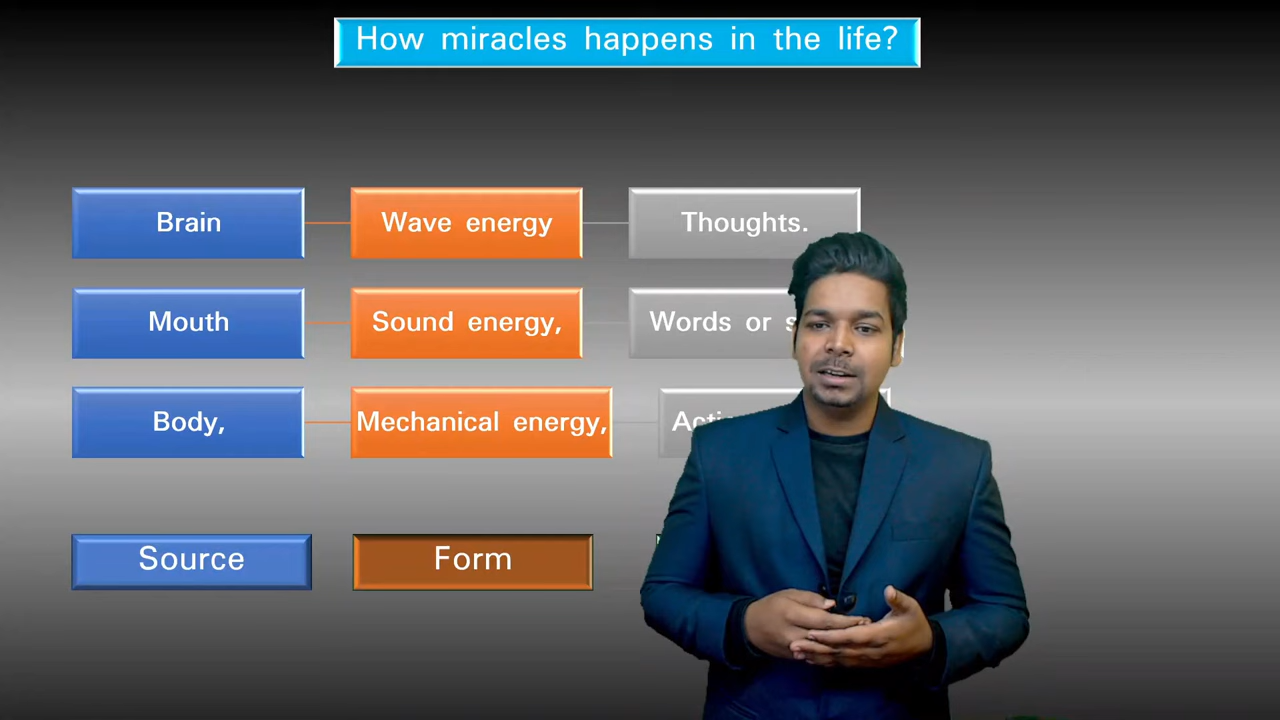 How miracles happens in the life?
Brain Wave energy Thoughts.
Mouth Sound energy, Words or
Body, Mechanical energy,
Source Form